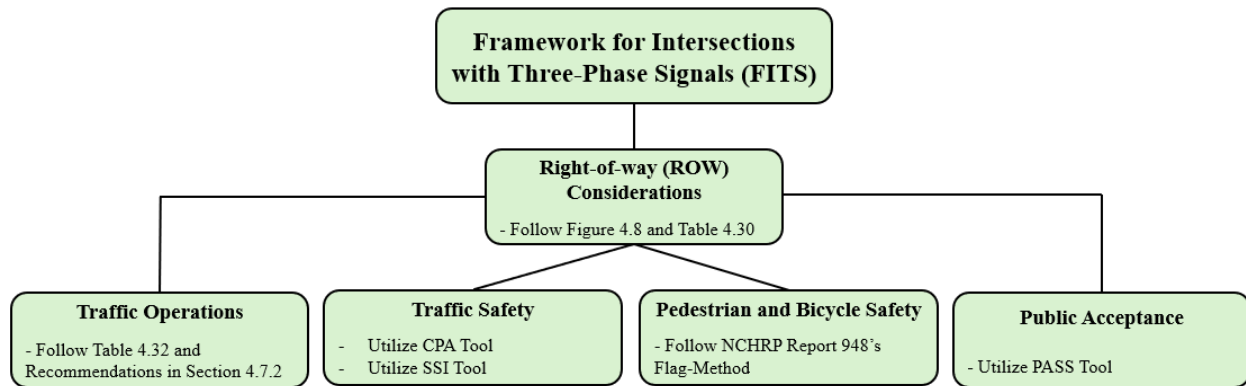 Framework for Intersections
with Three-Phase Signals (FITS)
Right-of-way (ROW)
Considerations
- Follow Figure 4.8 and Table 4.30
Traffic Operations
- Follow Table 4.32 and
Recommendations in Section 4.7.2
Traffic Safety
- Utilize CPA Tool
- Utilize SSI Tool
Pedestrian and Bicycle Safety
- Follow NCHRP Report 948’s
Flag-Method
Public Acceptance
- Utilize PASS Tool